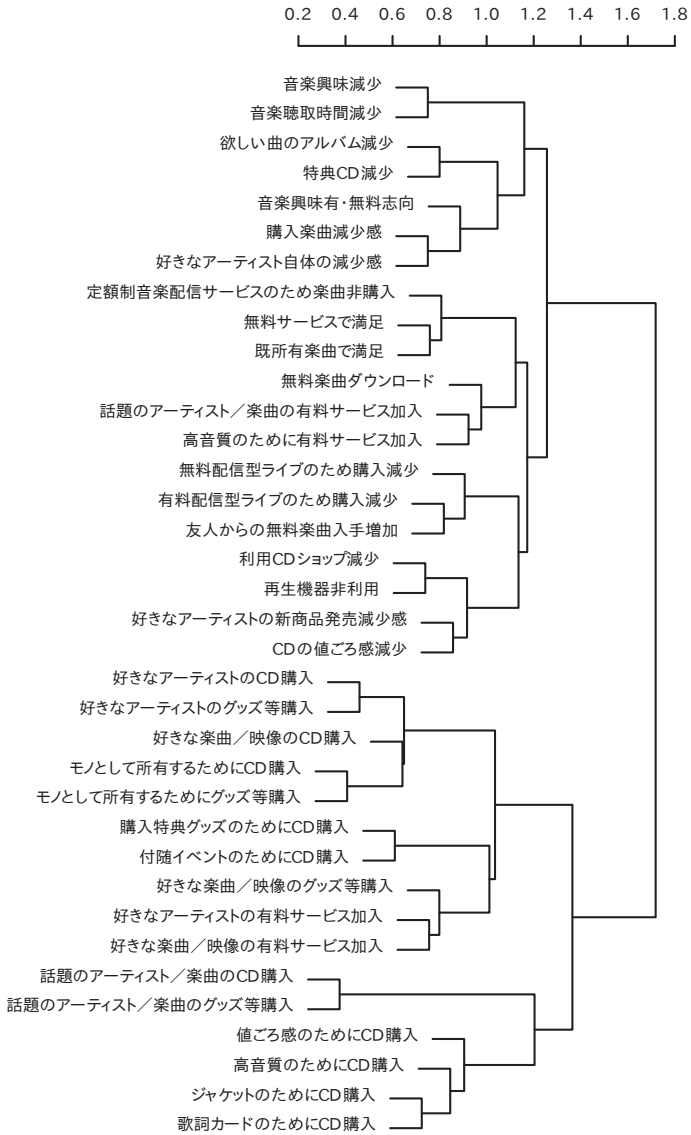 0.2 0.4 0.6 0.8 1.0 1.2 1.4 1.6 1.8
音楽興味減少
音楽聴取時間減少
欲しい曲のアルバム減少
特典CD減少
音楽興味有・無料志向
購入楽曲減少感
好きなアーティスト自体の減少感
定額制音楽配信サービスのため楽曲非購入
無料サービスで満足
既所有楽曲で満足
無料楽曲ダウンロード
話題のアーティスト／楽曲の有料サービス加入
高音質のために有料サービス加入
無料配信型ライブのため購入減少
有料配信型ライブのため購入減少
友人からの無料楽曲入手増加
利用CDショップ減少
再生機器非利用
好きなアーティストの新商品発売減少感
CDの値ごろ感減少
好きなアーティストのCD購入
好きなアーティストのグッズ等購入
好きな楽曲／映像のCD購入
モノとして所有するためにCD購入
モノとして所有するためにグッズ等購入
購入特典グッズのためにCD購入
付随イベントのためにCD購入
好きな楽曲／映像のグッズ等購入
好きなアーティストの有料サービス加入
好きな楽曲／映像の有料サービス加入
話題のアーティスト／楽曲のCD購入
話題のアーティスト／楽曲のグッズ等購入
値ごろ感のためにCD購入
高音質のためにCD購入
ジャケットのためにCD購入
歌詞カードのためにCD購入